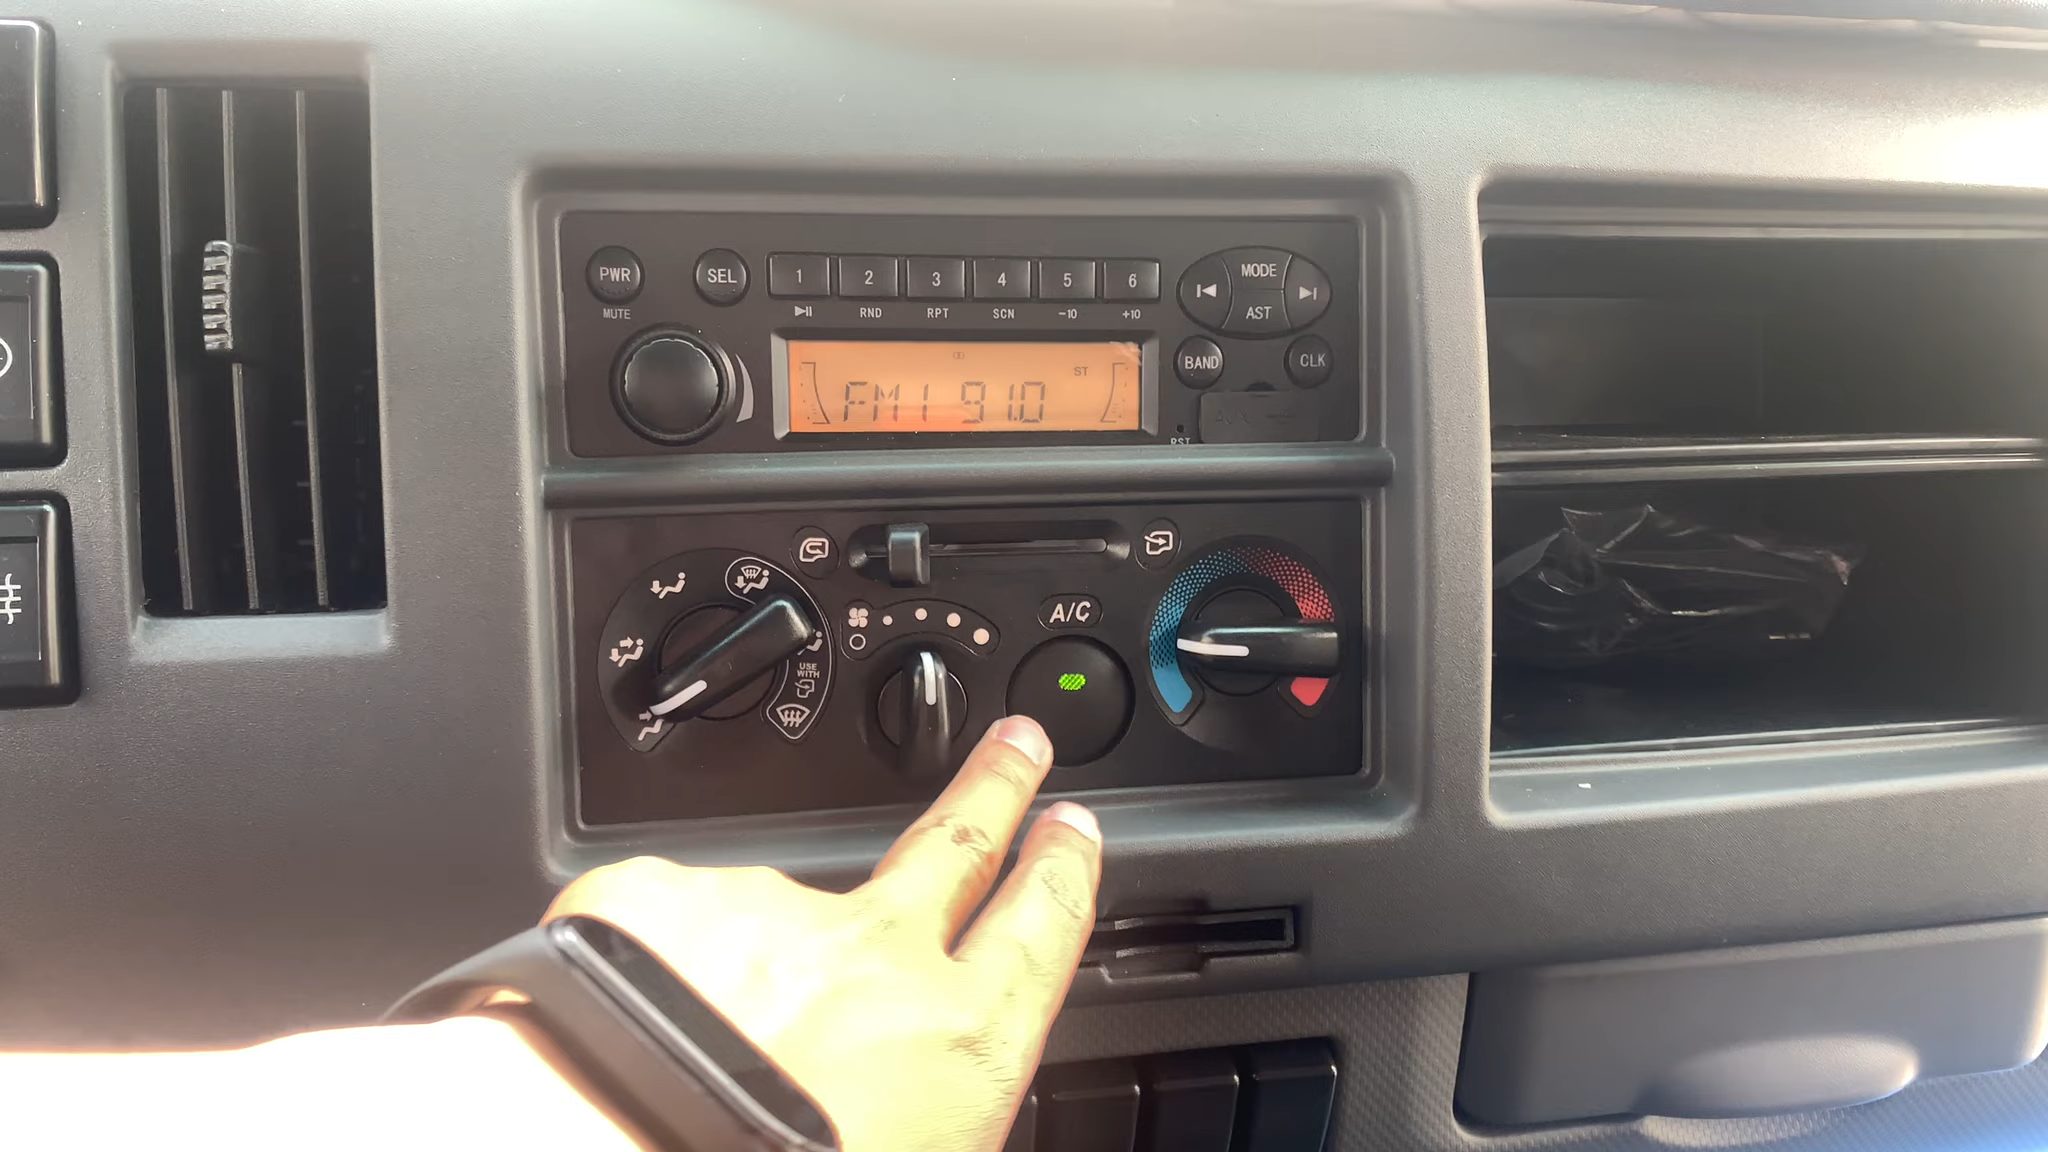 PWR
SEL
1 2 3 4 5 6
MODE
MUTE
RND RPT SCN -10 +10
AST
ST
FM1 91.0
BAND
CLK
RST
A/C
USE
WITH